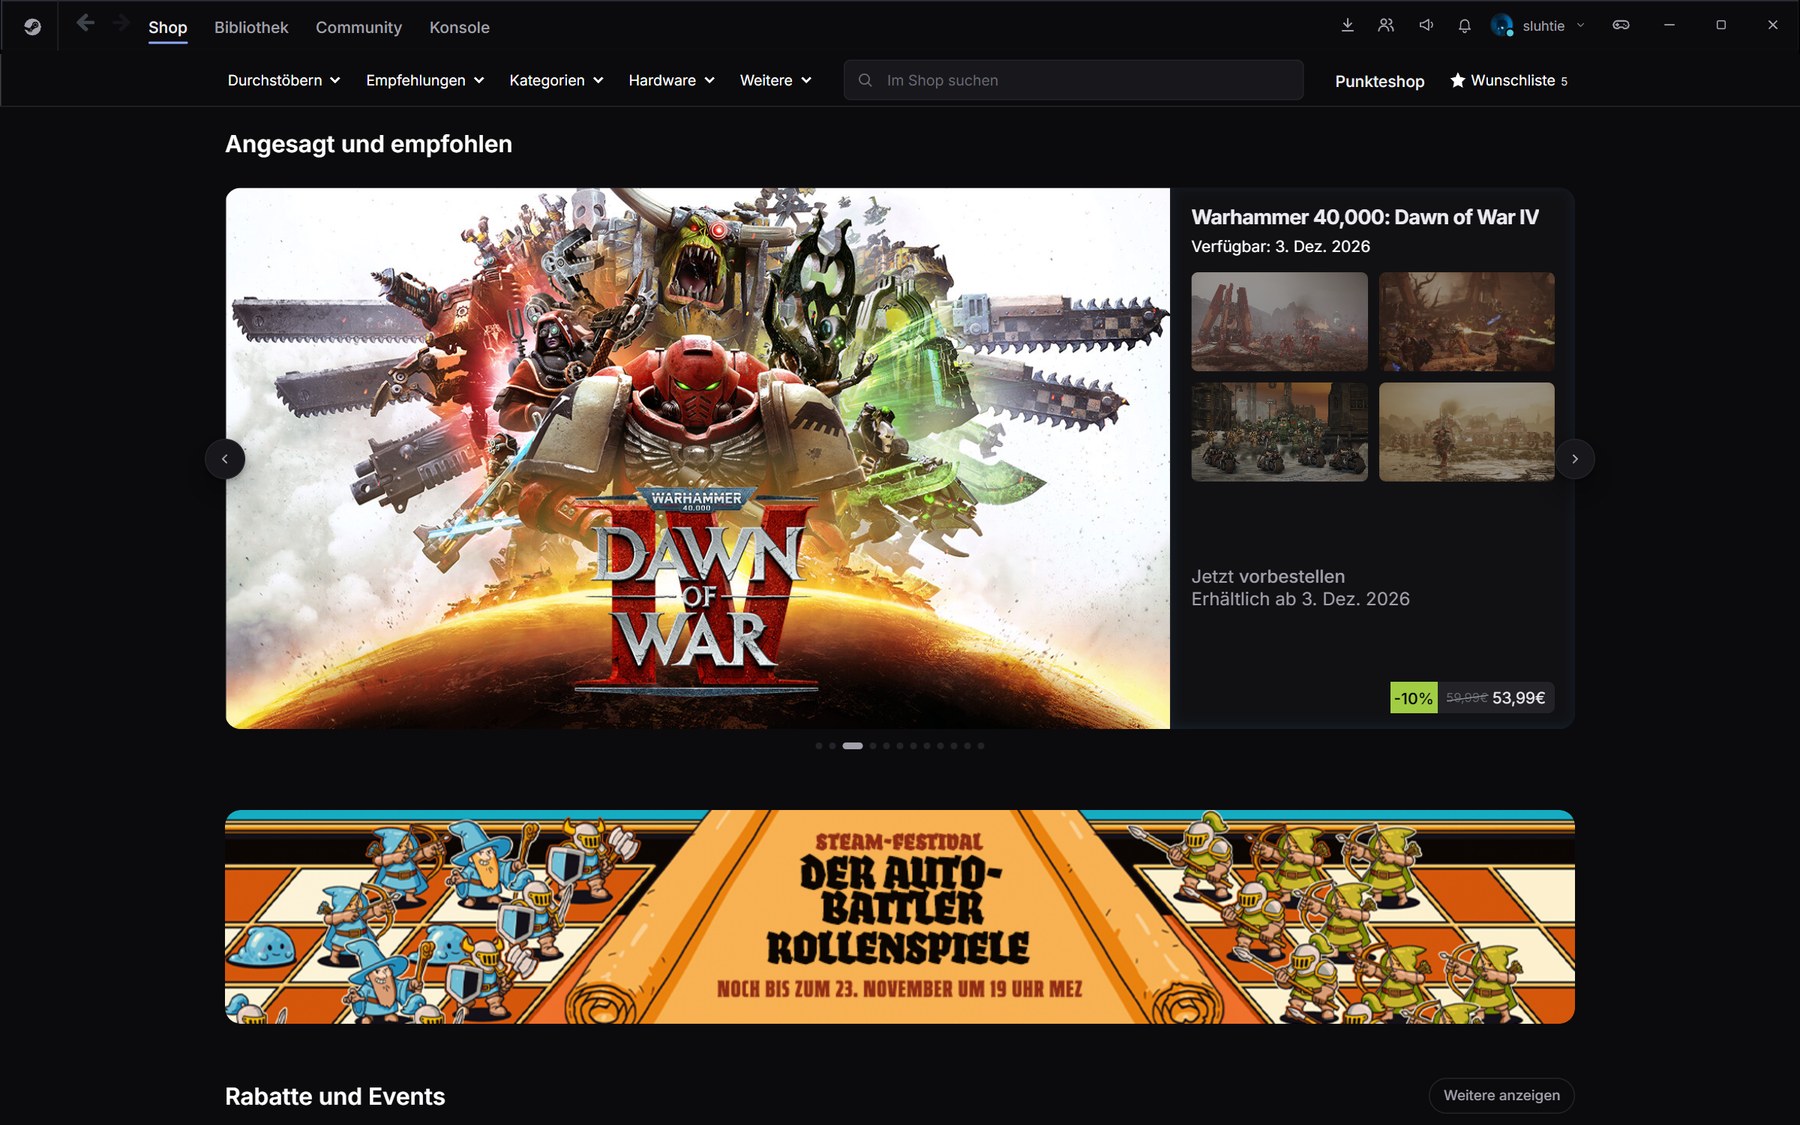 Shop Bibliothek Community Konsole sluhtie
Durchstöbern Empfehlungen Kategorien Hardware Weitere Im Shop suchen Punkteshop Wunschliste 5
Angesagt und empfohlen
WARHAMMER
40,000
DAWN
OF
WAR
IV
Warhammer 40,000: Dawn of War IV
Verfügbar: 3. Dez. 2026
Jetzt vorbestellen
Erhältlich ab 3. Dez. 2026
-10% 59,99€ 53,99€
STEAM-FESTIVAL
DER AUTO-
BATTLER
ROLLENSPIELE
NOCH BIS ZUM 23. NOVEMBER UM 19 UHR MEZ
Rabatte und Events
Weitere anzeigen